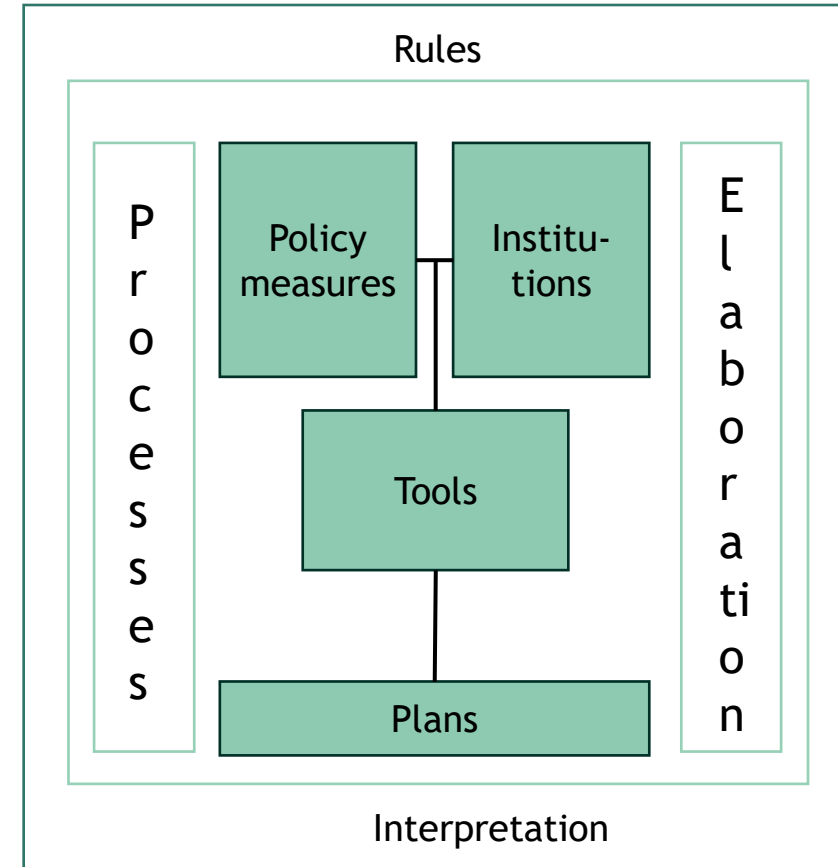 Rules
Processes
Policy
measures
Institu-
tions
Elaboration
Tools
Plans
Interpretation